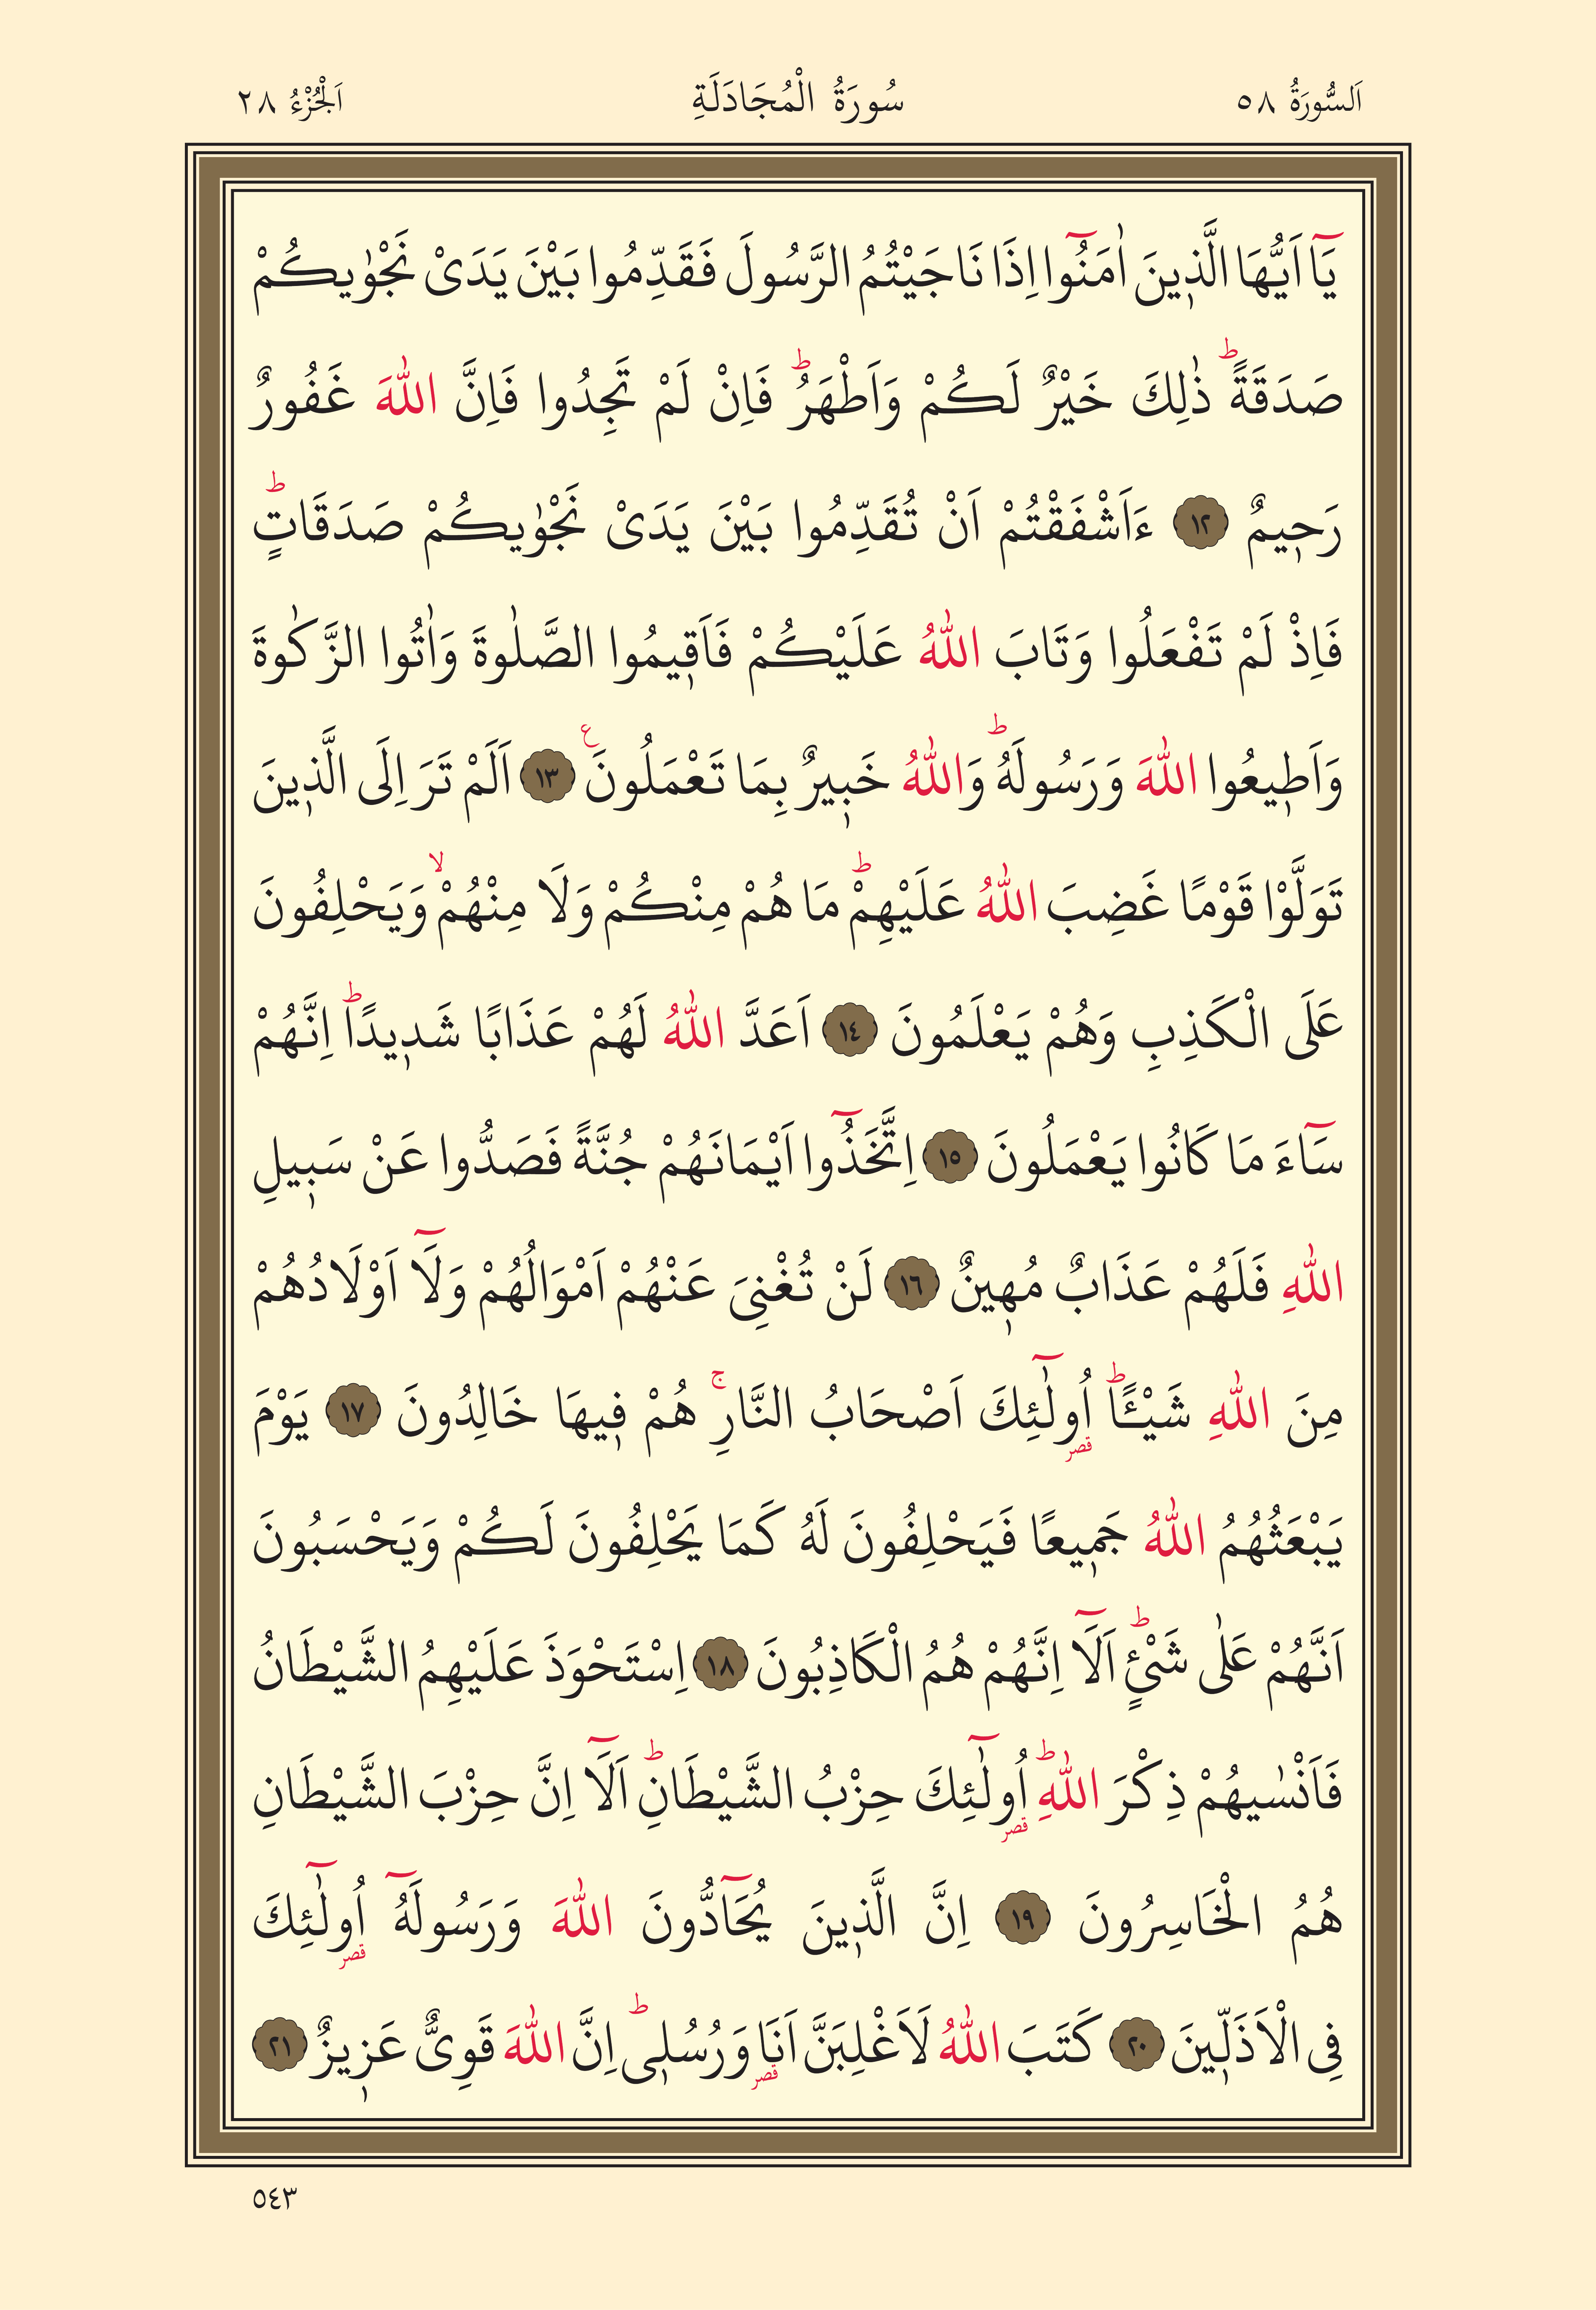 اَلسُّورَةُ ٥٨ سُورَةُ الْمُجَادَلَةِ اَلْجُزْءُ ٢٨
يَٓا اَيُّهَا الَّذ۪ينَ اٰمَنُٓوا اِذَا نَاجَيْتُمُ الرَّسُولَ فَقَدِّمُوا بَيْنَ يَدَىْ نَجْوٰيكُمْ
صَدَقَةًۜ ذٰلِكَ خَيْرٌ لَكُمْ وَاَطْهَرُۜ فَاِنْ لَمْ تَجِدُوا فَاِنَّ اللّٰهَ غَفُورٌ
رَح۪يمٌ ﴿١٢﴾ ءَاَشْفَقْتُمْ اَنْ تُقَدِّمُوا بَيْنَ يَدَىْ نَجْوٰيكُمْ صَدَقَاتٍۜ
فَاِذْ لَمْ تَفْعَلُوا وَتَابَ اللّٰهُ عَلَيْكُمْ فَاَق۪يمُوا الصَّلٰوةَ وَاٰتُوا الزَّكٰوةَ
وَاَط۪يعُوا اللّٰهَ وَرَسُولَهُۜ وَاللّٰهُ خَب۪يرٌ بِمَا تَعْمَلُونَ۟ ﴿١٣﴾ اَلَمْ تَرَ اِلَى الَّذ۪ينَ
تَوَلَّوْا قَوْمًا غَضِبَ اللّٰهُ عَلَيْهِمْۜ مَا هُمْ مِنْكُمْ وَلَا مِنْهُمْۙ وَيَحْلِفُونَ
عَلَى الْكَذِبِ وَهُمْ يَعْلَمُونَ ﴿١٤﴾ اَعَدَّ اللّٰهُ لَهُمْ عَذَابًا شَد۪يدًاۜ اِنَّهُمْ
سَٓاءَ مَا كَانُوا يَعْمَلُونَ ﴿١٥﴾ اِتَّخَذُٓوا اَيْمَانَهُمْ جُنَّةً فَصَدُّوا عَنْ سَب۪يلِ
اللّٰهِ فَلَهُمْ عَذَابٌ مُه۪ينٌ ﴿١٦﴾ لَنْ تُغْنِىَ عَنْهُمْ اَمْوَالُهُمْ وَلَٓا اَوْلَادُهُمْ
مِنَ اللّٰهِ شَيْـًٔاۜ اُو۬لٰٓئِكَ اَصْحَابُ النَّارِۚ هُمْ ف۪يهَا خَالِدُونَ ﴿١٧﴾ يَوْمَ
يَبْعَثُهُمُ اللّٰهُ جَم۪يعًا فَيَحْلِفُونَ لَهُ كَمَا يَحْلِفُونَ لَكُمْ وَيَحْسَبُونَ
اَنَّهُمْ عَلٰى شَىْءٍۜ اَلَٓا اِنَّهُمْ هُمُ الْكَاذِبُونَ ﴿١٨﴾ اِسْتَحْوَذَ عَلَيْهِمُ الشَّيْطَانُ
فَاَنْسٰيهُمْ ذِكْرَ اللّٰهِۜ اُو۬لٰٓئِكَ حِزْبُ الشَّيْطَانِۜ اَلَٓا اِنَّ حِزْبَ الشَّيْطَانِ
هُمُ الْخَاسِرُونَ ﴿١٩﴾ اِنَّ الَّذ۪ينَ يُحَٓادُّونَ اللّٰهَ وَرَسُولَهُٓ اُو۬لٰٓئِكَ
فِى الْاَذَلّ۪ينَ ﴿٢٠﴾ كَتَبَ اللّٰهُ لَاَغْلِبَنَّ اَنَا۬ وَرُسُل۪ىۜ اِنَّ اللّٰهَ قَوِىٌّ عَز۪يزٌ ﴿٢١﴾
٥٤٣